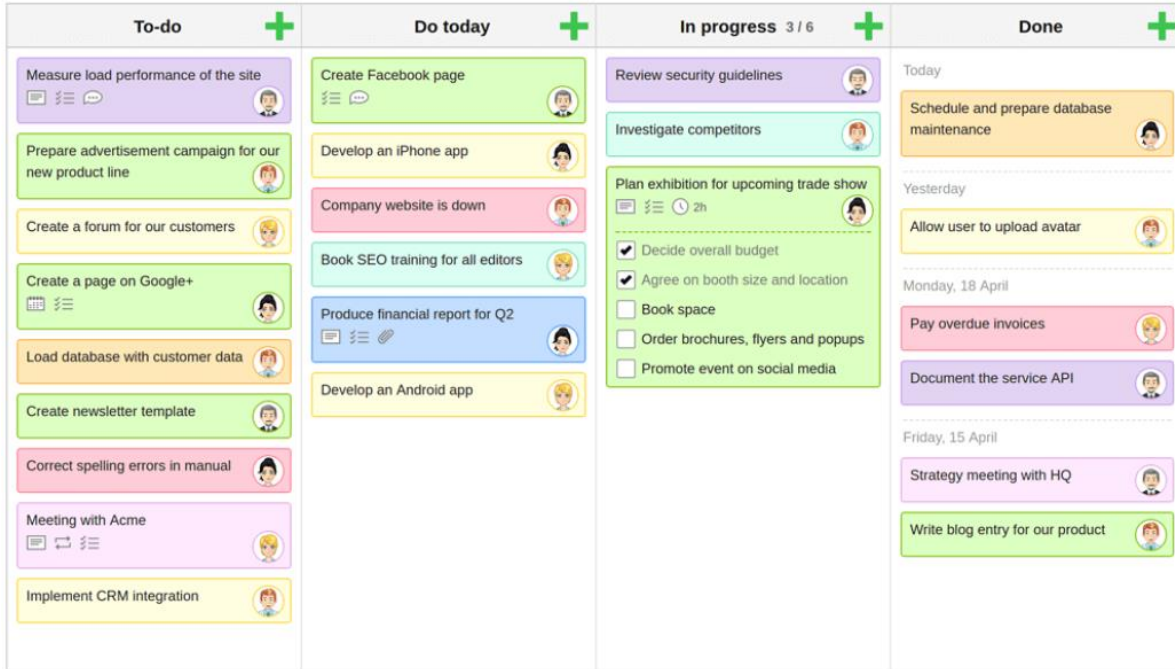 To-do
Measure load performance of the site
Prepare advertisement campaign for our
new product line
Create a forum for our customers
Create a page on Google+
Load database with customer data
Create newsletter template
Correct spelling errors in manual
Meeting with Acme
Implement CRM integration
Do today
Create Facebook page
Develop an iPhone app
Company website is down
Book SEO training for all editors
Produce financial report for Q2
Develop an Android app
In progress 3 / 6
Review security guidelines
Investigate competitors
Plan exhibition for upcoming trade show
2h
Decide overall budget
Agree on booth size and location
Book space
Order brochures, flyers and popups
Promote event on social media
Done
Today
Schedule and prepare database
maintenance
Yesterday
Allow user to upload avatar
Monday, 18 April
Pay overdue invoices
Document the service API
Friday, 15 April
Strategy meeting with HQ
Write blog entry for our product